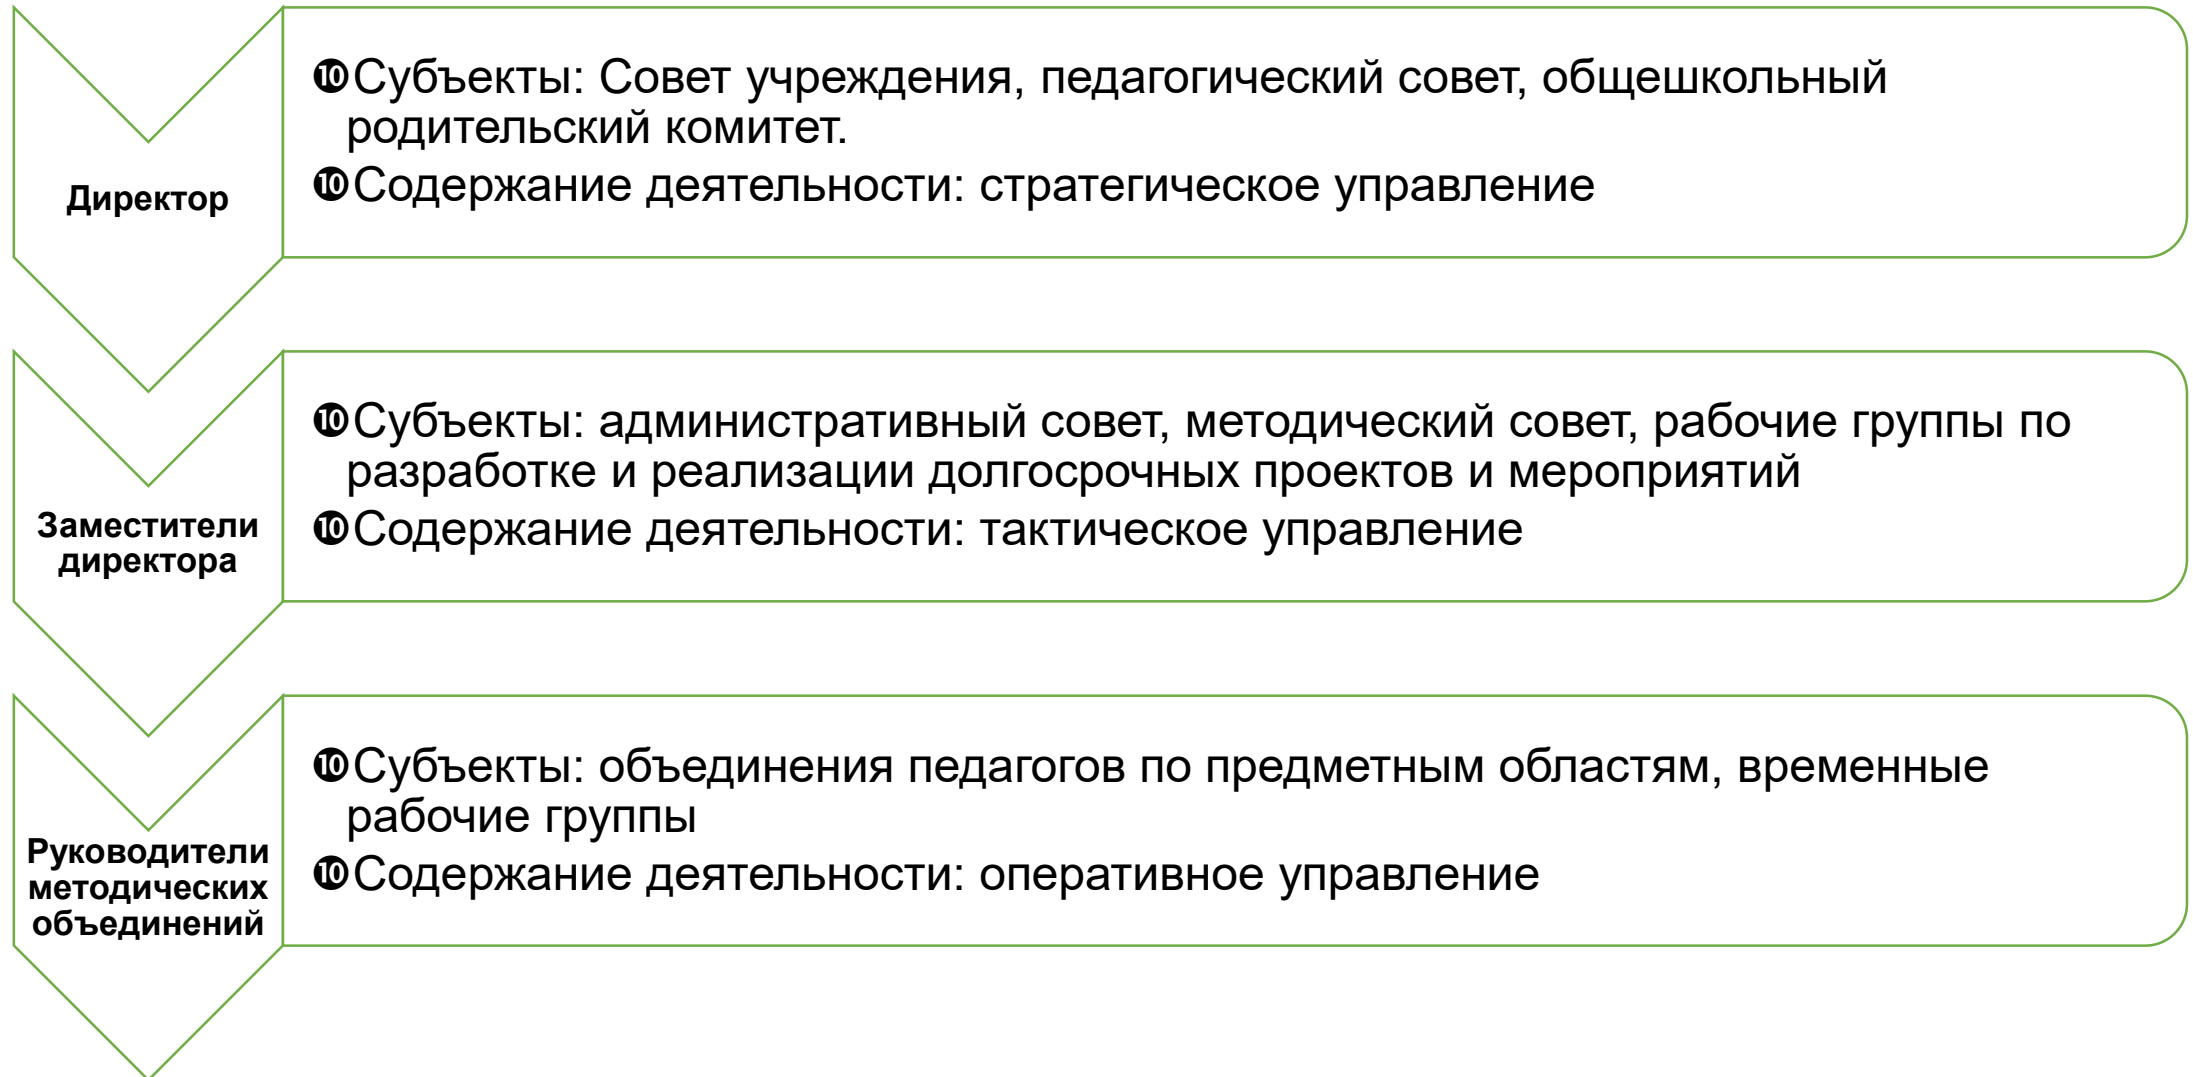 Директор
❿Субъекты: Совет учреждения, педагогический совет, общешкольный
родительский комитет.
❿Содержание деятельности: стратегическое управление
Заместители
директора
❿Субъекты: административный совет, методический совет, рабочие группы по
разработке и реализации долгосрочных проектов и мероприятий
❿Содержание деятельности: тактическое управление
Руководители
методических
объединений
❿Субъекты: объединения педагогов по предметным областям, временные
рабочие группы
❿Содержание деятельности: оперативное управление